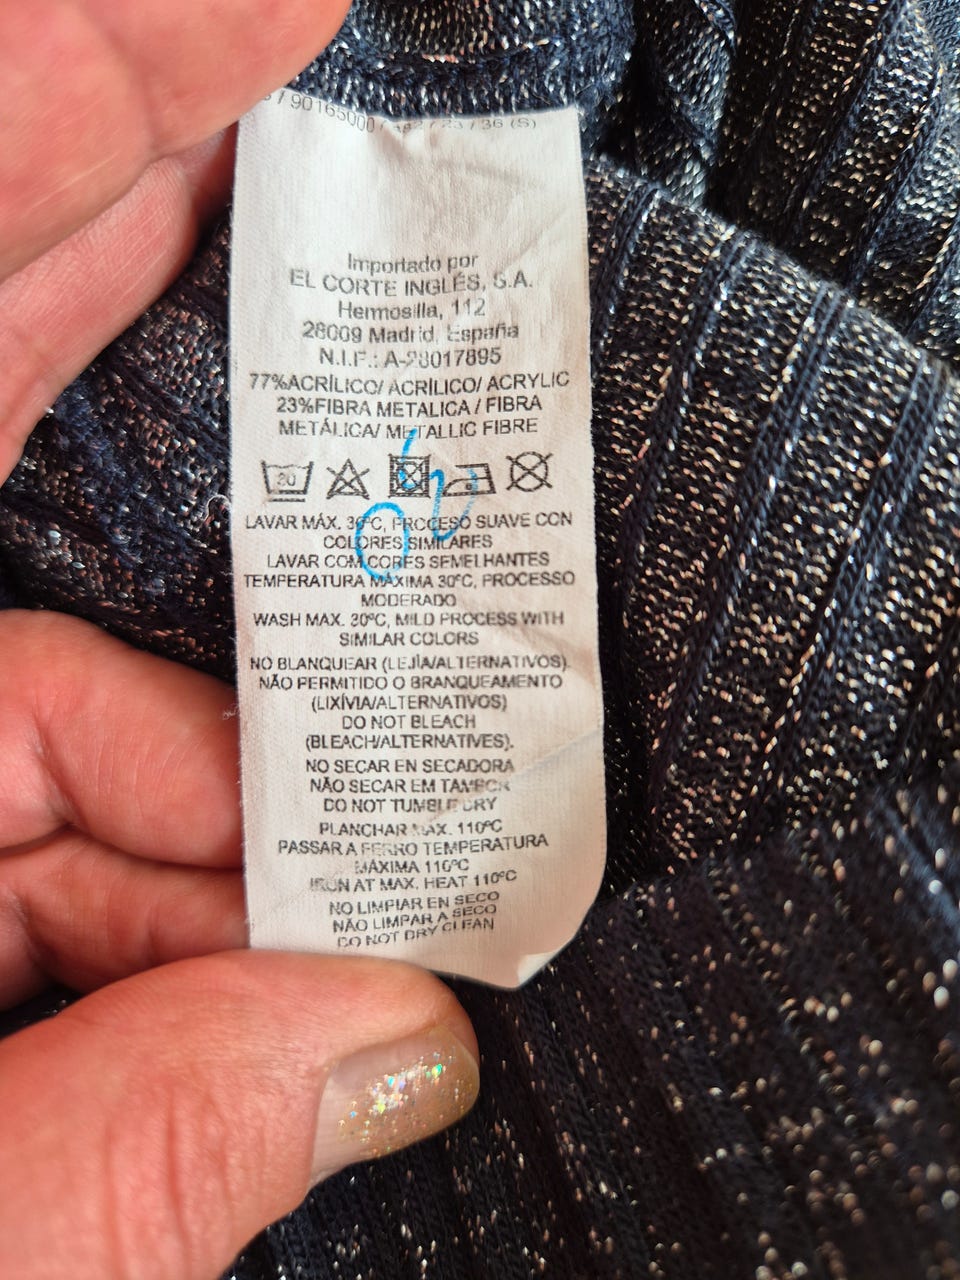 / 90165000 / 23 / 36 (S)
Importado por
EL CORTE INGLÉS, S.A.
Hermosilla, 112
28009 Madrid, España
N.I.F.: A-28017895
77%ACRÍLICO/ ACRÍLICO/ ACRYLIC
23%FIBRA METALICA / FIBRA
METÁLICA/ METALLIC FIBRE
30
LAVAR MÁX. 30ºC, PROCESO SUAVE CON
COLORES SIMILARES
LAVAR COM CORES SEMELHANTES
TEMPERATURA MÁXIMA 30ºC, PROCESSO
MODERADO
WASH MAX. 30ºC, MILD PROCESS WITH
SIMILAR COLORS
NO BLANQUEAR (LEJÍA/ALTERNATIVOS).
NÃO PERMITIDO O BRANQUEAMENTO
(LIXÍVIA/ALTERNATIVOS)
DO NOT BLEACH
(BLEACH/ALTERNATIVES).
NO SECAR EN SECADORA
NÃO SECAR EM TAMBOR
DO NOT TUMBLE DRY
PLANCHAR MAX. 110ºC
PASSAR A FERRO TEMPERATURA
MÁXIMA 110ºC
IRON AT MAX. HEAT 110ºC
NO LIMPIAR EN SECO
NÃO LIMPAR A SECO
DO NOT DRY CLEAN